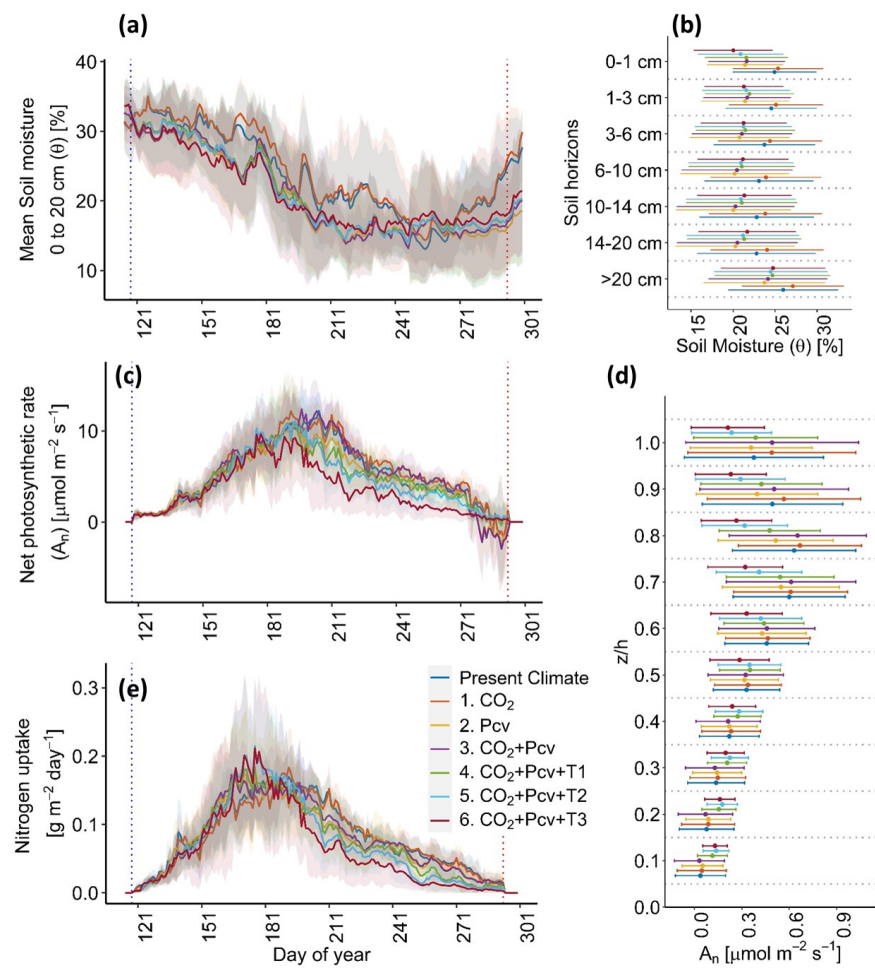 (a)
Mean Soil moisture
0 to 20 cm (θ) [%]
40
30
20
10
121
151
181
211
241
271
301
(b)
Soil horizons
0-1 cm
1-3 cm
3-6 cm
6-10 cm
10-14 cm
14-20 cm
>20 cm
15
20
25
30
Soil Moisture (θ) [%]
(c)
Net photosynthetic rate
(Aₙ) [μmol m⁻² s⁻¹]
10
0
121
151
181
211
241
271
301
(d)
z/h
1.0
0.9
0.8
0.7
0.6
0.5
0.4
0.3
0.2
0.1
0.0
0.3
0.6
0.9
Aₙ [μmol m⁻² s⁻¹]
(e)
Nitrogen uptake
[g m⁻² day⁻¹]
0.3
0.2
0.1
0.0
121
151
181
211
241
271
301
Day of year
Present Climate
1. CO₂
2. Pcv
3. CO₂+Pcv
4. CO₂+Pcv+T1
5. CO₂+Pcv+T2
6. CO₂+Pcv+T3